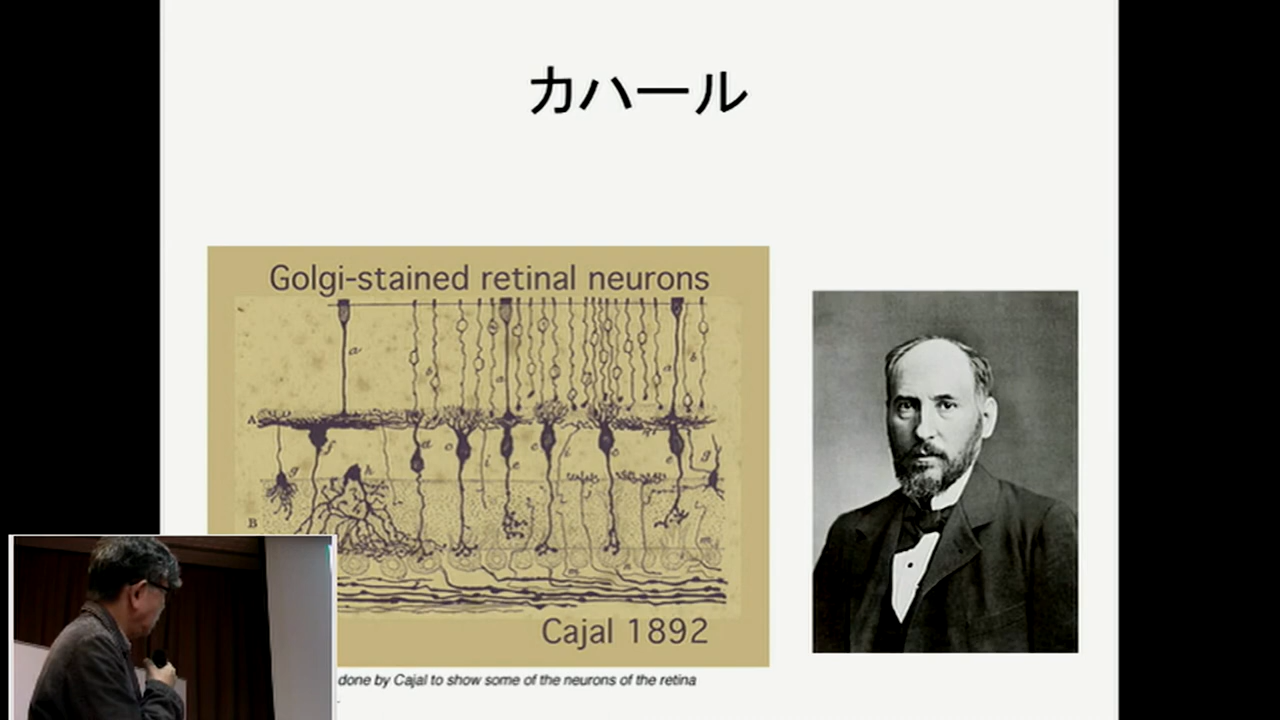 カハール
Golgi-stained retinal neurons
a
b
A
B
Cajal 1892
done by Cajal to show some of the neurons of the retina